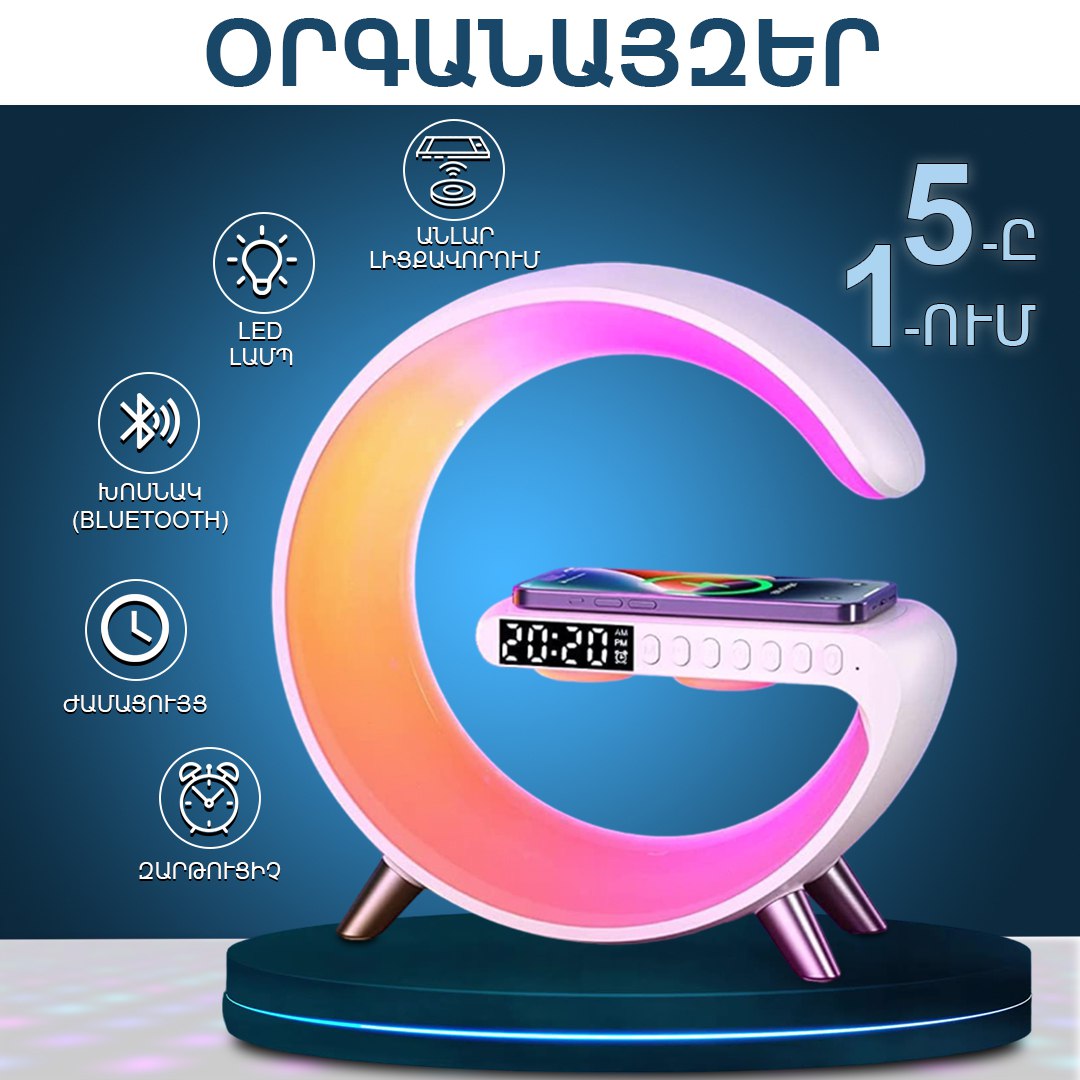 ՕՐԳԱՆԱՅԶԵՐ
ԱՆԼԱՐ
ԼԻՑՔԱՎՈՐՈՒՄ
5-Ը
1-ՈՒՄ
LED
ԼԱՄՊ
ԽՈՍՆԱԿ
(BLUETOOTH)
ԺԱՄԱՑՈՒՅՑ
ԶԱՐԹՈՒՑԻՉ
20:20
AM
PM